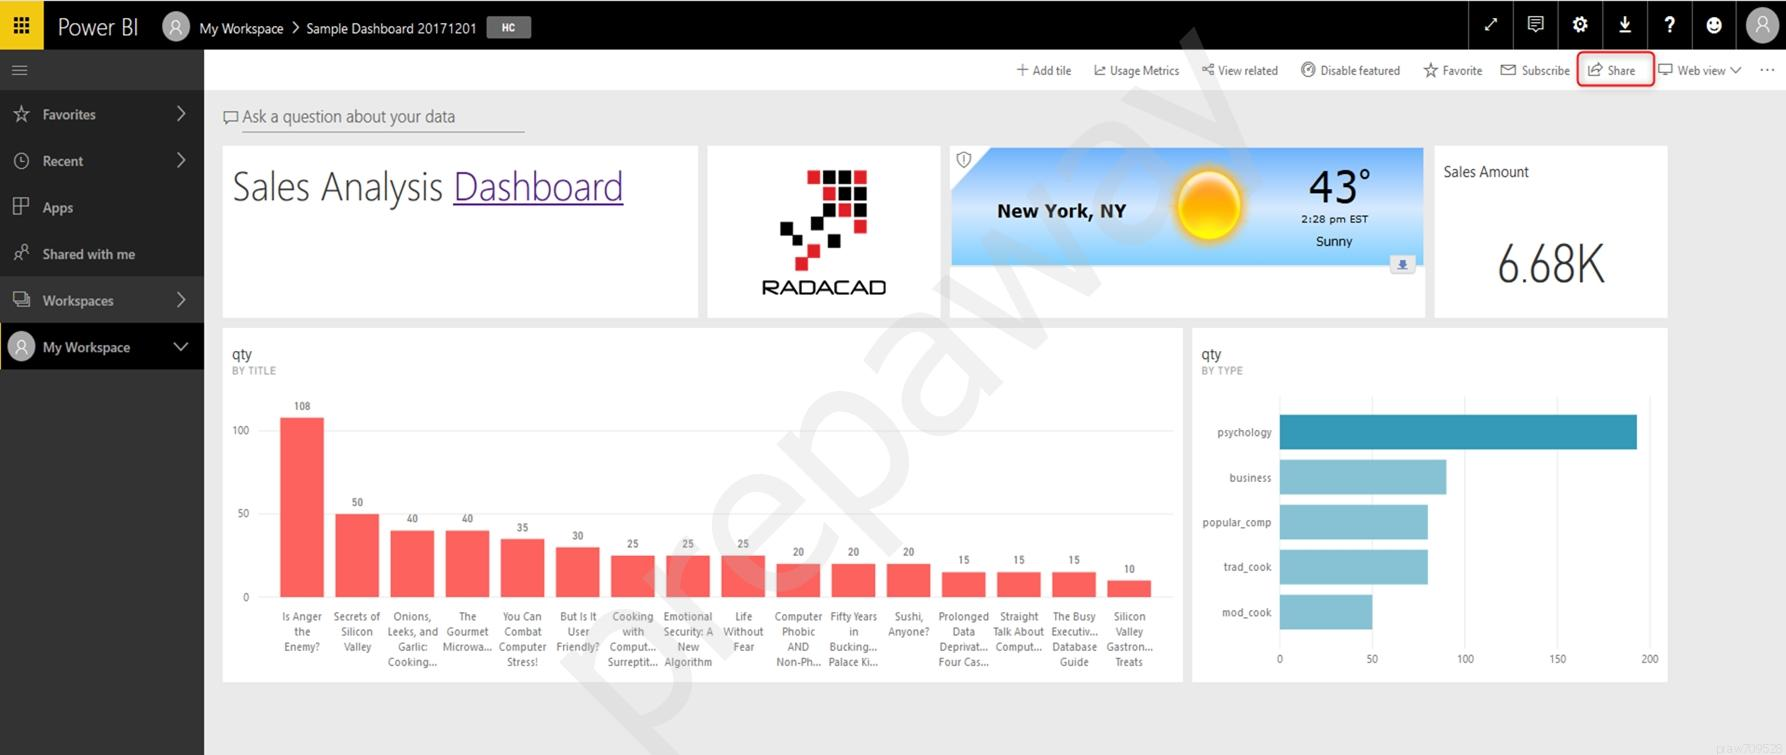 Power BI My Workspace > Sample Dashboard 20171201 HC ?
+ Add tile Usage Metrics View related Disable featured Favorite Subscribe Share Web view ...
Favorites
Recent
Apps
Shared with me
Workspaces
My Workspace
Ask a question about your data
Sales Analysis Dashboard
RADACAD
New York, NY
43°
2:28 pm EST
Sunny
Sales Amount
6.68K
qty
BY TITLE
108
100
50
40
40
35
30
25
25
25
20
20
20
15
15
15
10
50
0
Is Anger
the
Enemy?
Secrets of
Silicon
Valley
Onions,
Leeks, and
Garlic:
Cooking...
The
Gourmet
Microwa...
You Can
Combat
Computer
Stress!
But Is It
User
Friendly?
Cooking
with
Comput...
Surreptit...
Emotional
Security: A
New
Algorithm
Life
Without
Fear
Computer
Phobic
AND
Non-Ph...
Fifty Years
in
Bucking...
Palace Ki...
Sushi,
Anyone?
Prolonged
Data
Deprivat...
Four Cas...
Straight
Talk About
Comput...
The Busy
Executiv...
Database
Guide
Silicon
Valley
Gastron...
Treats
qty
BY TYPE
psychology
business
popular_comp
trad_cook
mod_cook
0 50 100 150 200
prepaway